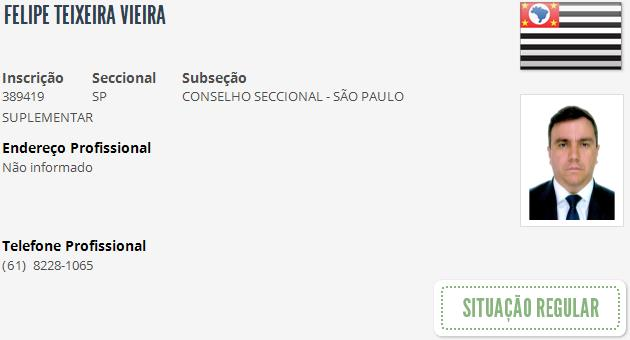 FELIPE TEIXEIRA VIEIRA
Inscrição Seccional Subseção
389419 SP CONSELHO SECCIONAL - SÃO PAULO
SUPLEMENTAR
Endereço Profissional
Não informado
Telefone Profissional
(61) 8228-1065
SITUAÇÃO REGULAR